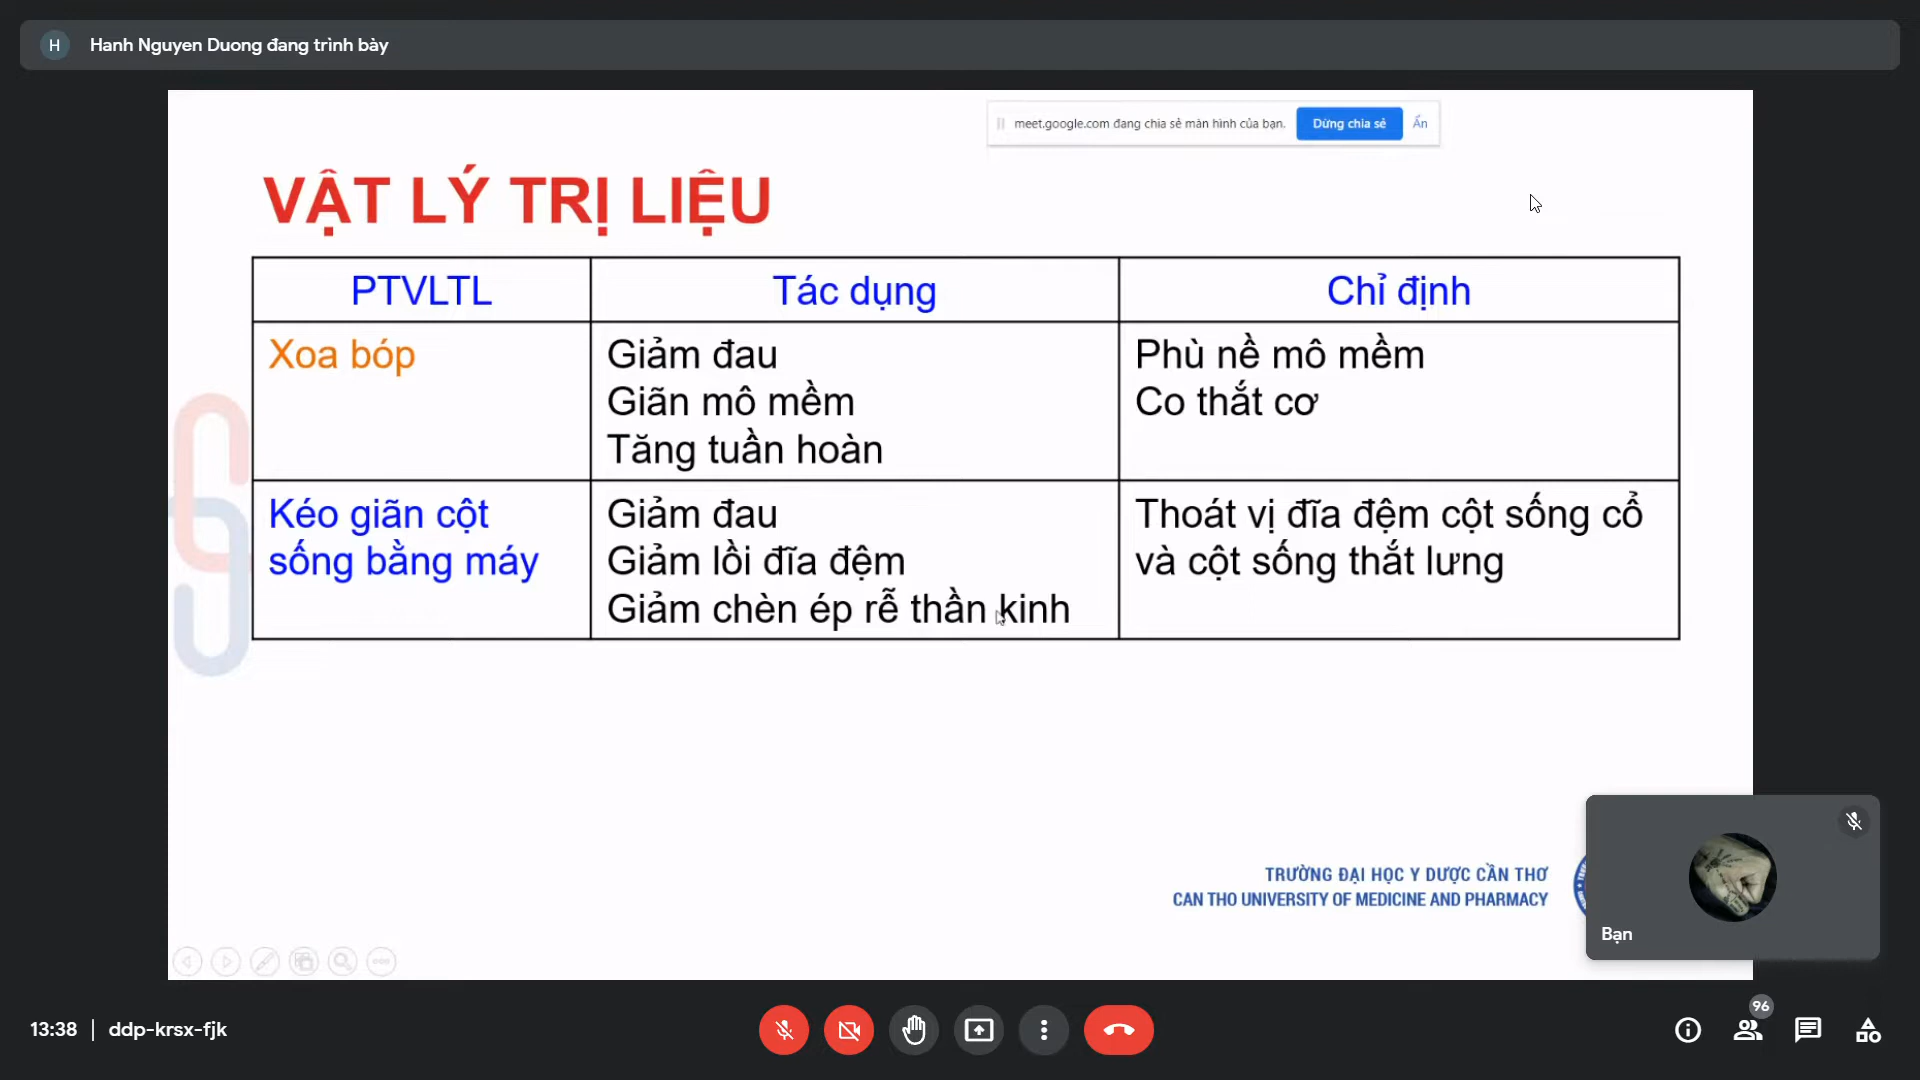 H
Hanh Nguyen Duong đang trình bày
meet.google.com đang chia sẻ màn hình của bạn.
Dừng chia sẻ
Ẩn
VẬT LÝ TRỊ LIỆU
PTVLTL
Tác dụng
Chỉ định
Xoa bóp
Giảm đau
Giãn mô mềm
Tăng tuần hoàn
Phù nề mô mềm
Co thắt cơ
Kéo giãn cột
sống bằng máy
Giảm đau
Giảm lồi đĩa đệm
Giảm chèn ép rễ thần kinh
Thoát vị đĩa đệm cột sống cổ
và cột sống thắt lưng
TRƯỜNG ĐẠI HỌC Y DƯỢC CẦN THƠ
CAN THO UNIVERSITY OF MEDICINE AND PHARMACY
Bạn
13:38
ddp-krsx-fjk
96